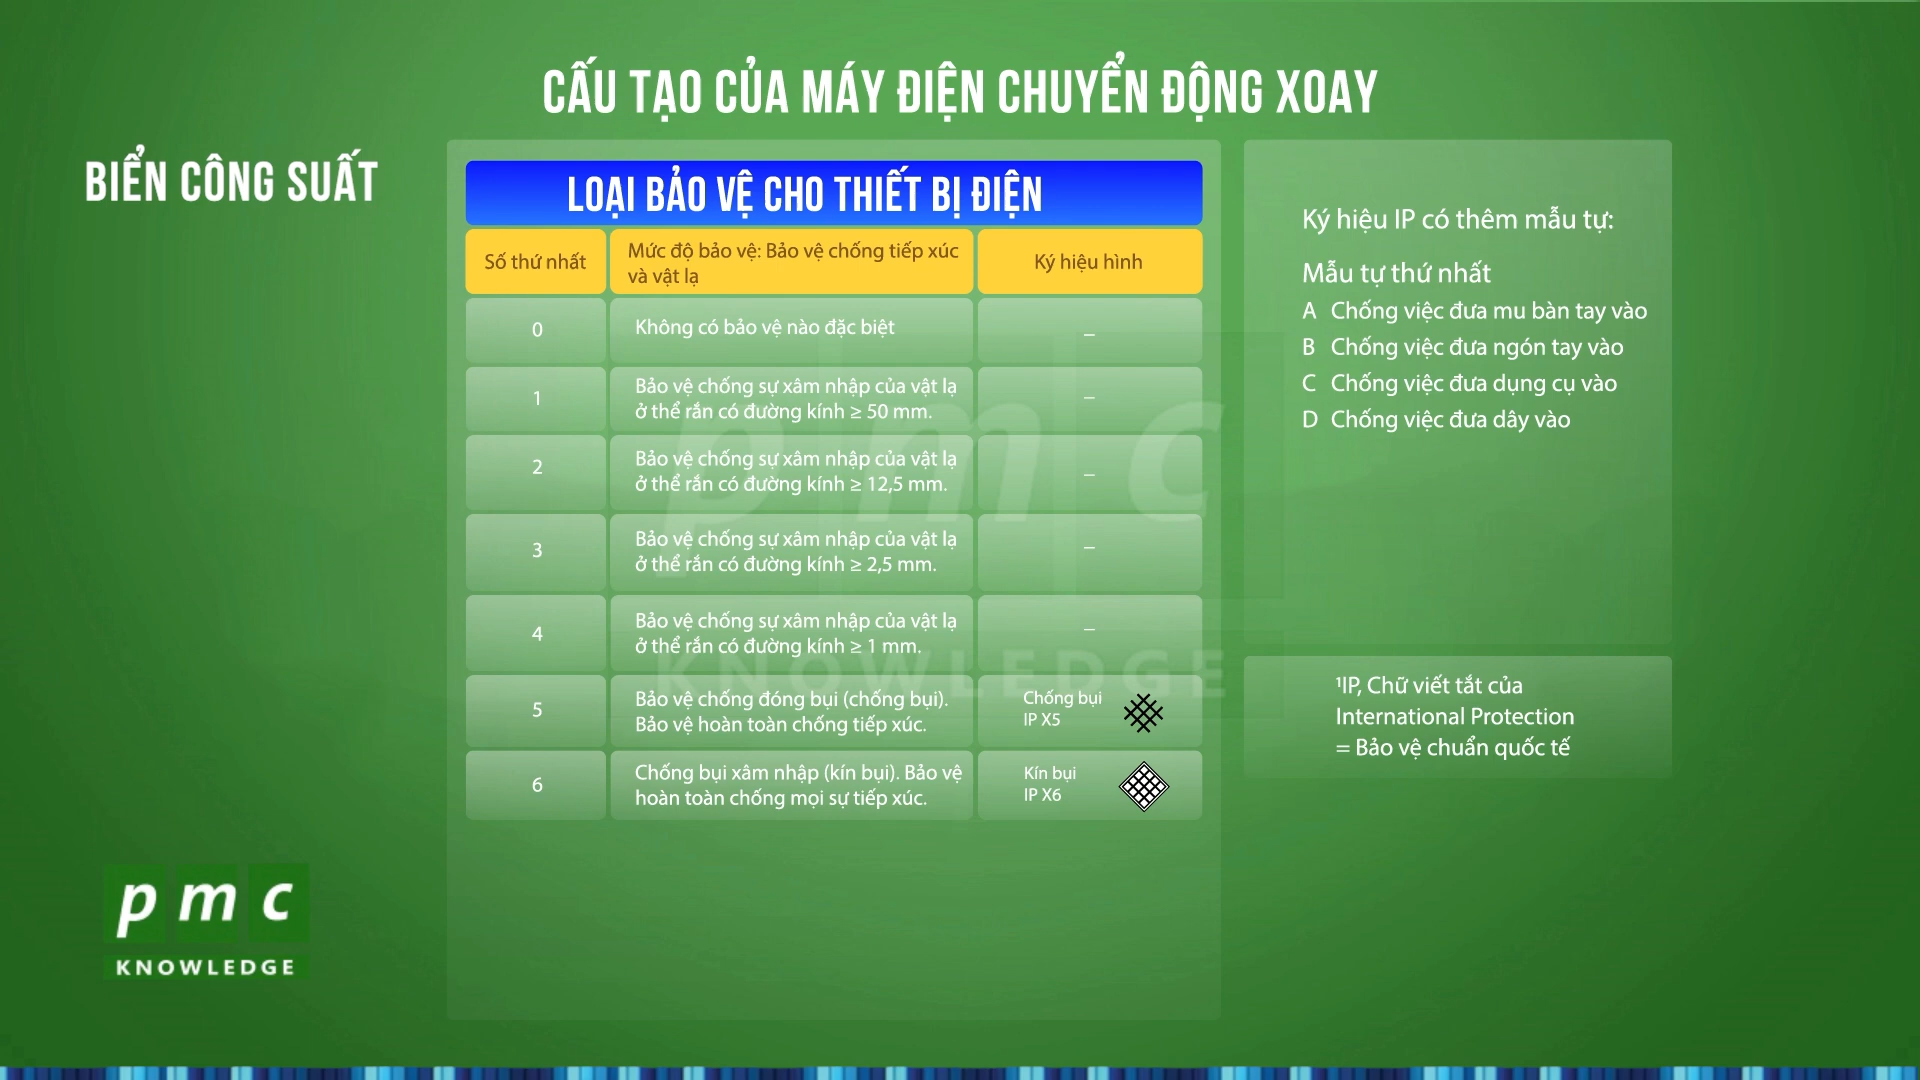 CẤU TẠO CỦA MÁY ĐIỆN CHUYỂN ĐỘNG XOAY
BIỂN CÔNG SUẤT
LOẠI BẢO VỆ CHO THIẾT BỊ ĐIỆN
Số thứ nhất
Mức độ bảo vệ: Bảo vệ chống tiếp xúc
và vật lạ
Ký hiệu hình
0
Không có bảo vệ nào đặc biệt
–
1
Bảo vệ chống sự xâm nhập của vật lạ
ở thể rắn có đường kính ≥ 50 mm.
–
2
Bảo vệ chống sự xâm nhập của vật lạ
ở thể rắn có đường kính ≥ 12,5 mm.
–
3
Bảo vệ chống sự xâm nhập của vật lạ
ở thể rắn có đường kính ≥ 2,5 mm.
–
4
Bảo vệ chống sự xâm nhập của vật lạ
ở thể rắn có đường kính ≥ 1 mm.
–
5
Bảo vệ chống đóng bụi (chống bụi).
Bảo vệ hoàn toàn chống tiếp xúc.
Chống bụi
IP X5
6
Chống bụi xâm nhập (kín bụi). Bảo vệ
hoàn toàn chống mọi sự tiếp xúc.
Kín bụi
IP X6
Ký hiệu IP có thêm mẫu tự:
Mẫu tự thứ nhất
A Chống việc đưa mu bàn tay vào
B Chống việc đưa ngón tay vào
C Chống việc đưa dụng cụ vào
D Chống việc đưa dây vào
¹IP, Chữ viết tắt của
International Protection
= Bảo vệ chuẩn quốc tế
pmc
KNOWLEDGE
pmc
KNOWLEDGE